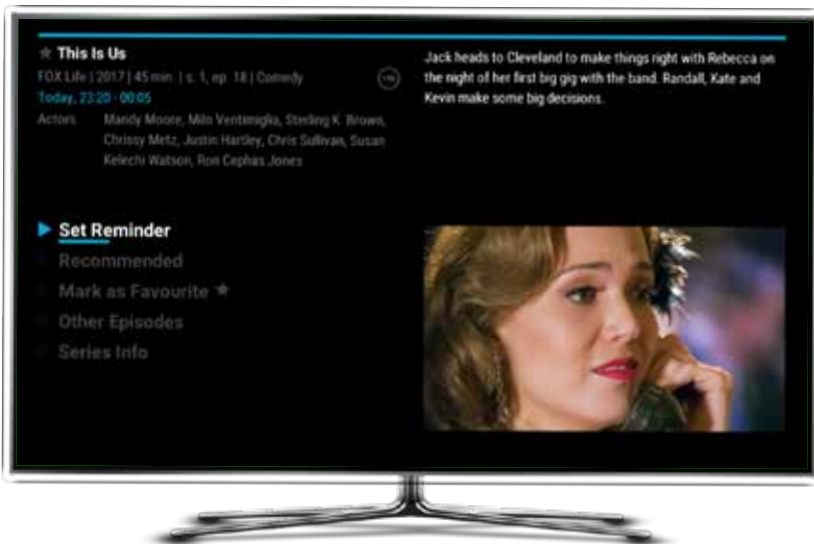 This Is Us
FOX Life | 2017 | 45 min. | s. 1, ep. 18 | Comedy
Today, 23:20 - 00:05
Actors Mandy Moore, Milo Ventimiglia, Sterling K. Brown,
Chrissy Metz, Justin Hartley, Chris Sullivan, Susan
Kelechi Watson, Ron Cephas Jones
Jack heads to Cleveland to make things right with Rebecca on
the night of her first big gig with the band. Randall, Kate and
Kevin make some big decisions.
Set Reminder
Recommended
Mark as Favourite
Other Episodes
Series Info